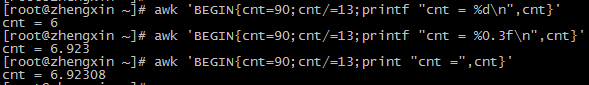 [root@zhengxin ~]# awk 'BEGIN{cnt=90;cnt/=13;printf "cnt = %d\n",cnt}'
cnt = 6
[root@zhengxin ~]# awk 'BEGIN{cnt=90;cnt/=13;printf "cnt = %0.3f\n",cnt}'
cnt = 6.923
[root@zhengxin ~]# awk 'BEGIN{cnt=90;cnt/=13;print "cnt =",cnt}'
cnt = 6.92308